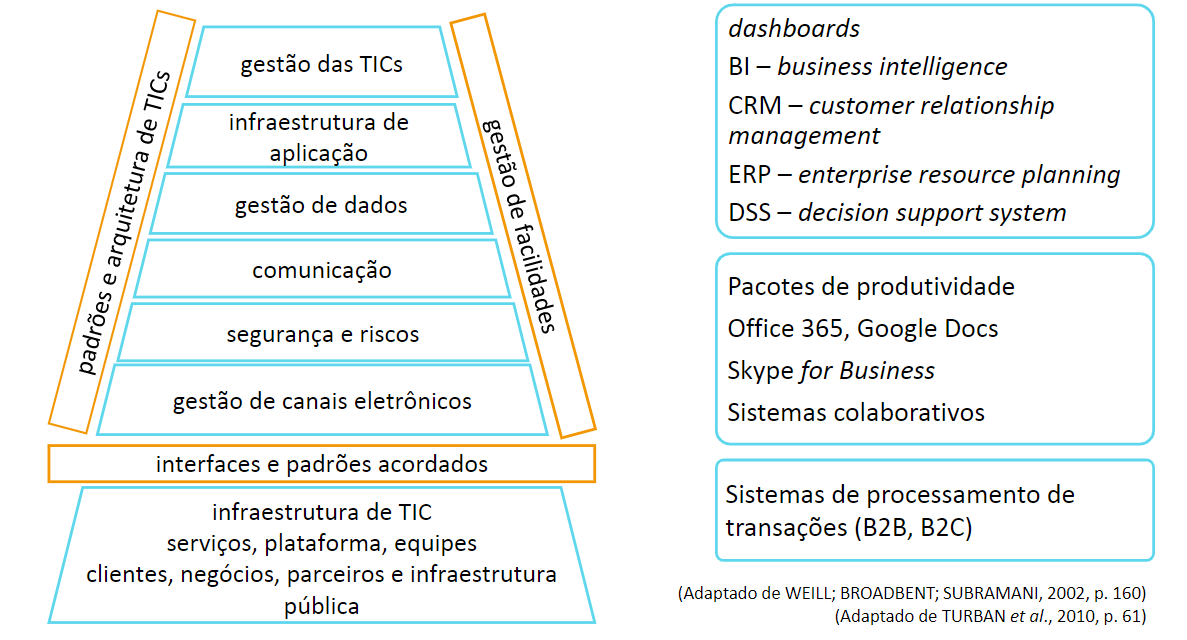 padrões e arquitetura de TICs
gestão das TICs
infraestrutura de
aplicação
gestão de dados
comunicação
segurança e riscos
gestão de canais eletrônicos
gestão de facilidades
interfaces e padrões acordados
infraestrutura de TIC
serviços, plataforma, equipes
clientes, negócios, parceiros e infraestrutura
pública
dashboards
BI – business intelligence
CRM – customer relationship
management
ERP – enterprise resource planning
DSS – decision support system
Pacotes de produtividade
Office 365, Google Docs
Skype for Business
Sistemas colaborativos
Sistemas de processamento de
transações (B2B, B2C)
(Adaptado de WEILL; BROADBENT; SUBRAMANI, 2002, p. 160)
(Adaptado de TURBAN et al., 2010, p. 61)